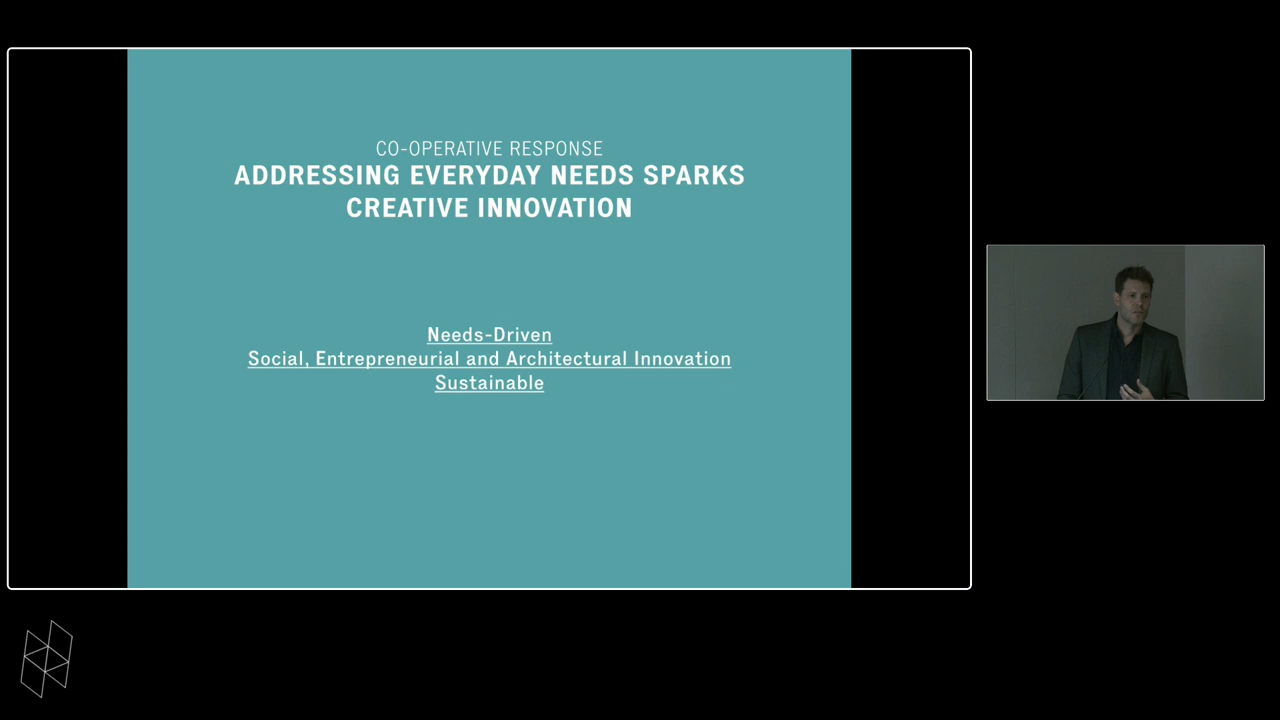 CO-OPERATIVE RESPONSE
ADDRESSING EVERYDAY NEEDS SPARKS
CREATIVE INNOVATION
Needs-Driven
Social, Entrepreneurial and Architectural Innovation
Sustainable